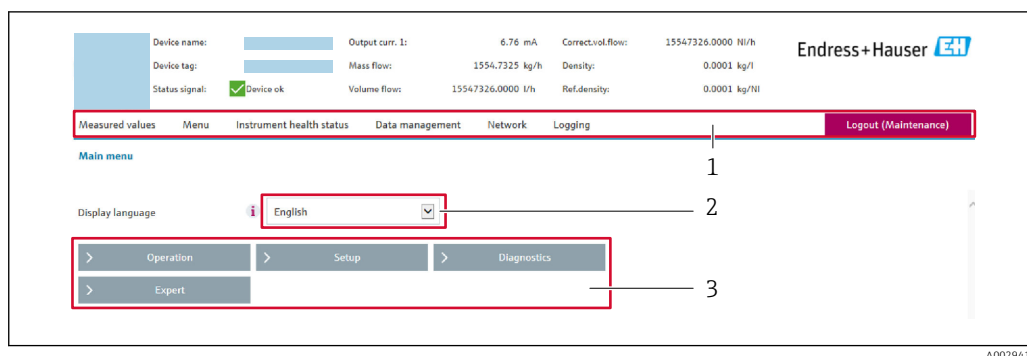 Device name: Output curr. 1: 6.76 mA Correct.vol.flow: 15547326.0000 Nl/h
Endress+Hauser EH
Device tag: Mass flow: 1554.7325 kg/h Density: 0.0001 kg/l
Status signal: Device ok Volume flow: 15547326.0000 l/h Ref.density: 0.0001 kg/Nl
Measured values Menu Instrument health status Data management Network Logging Logout (Maintenance)
1
Main menu
Display language i English 2
> Operation > Setup > Diagnostics
> Expert 3